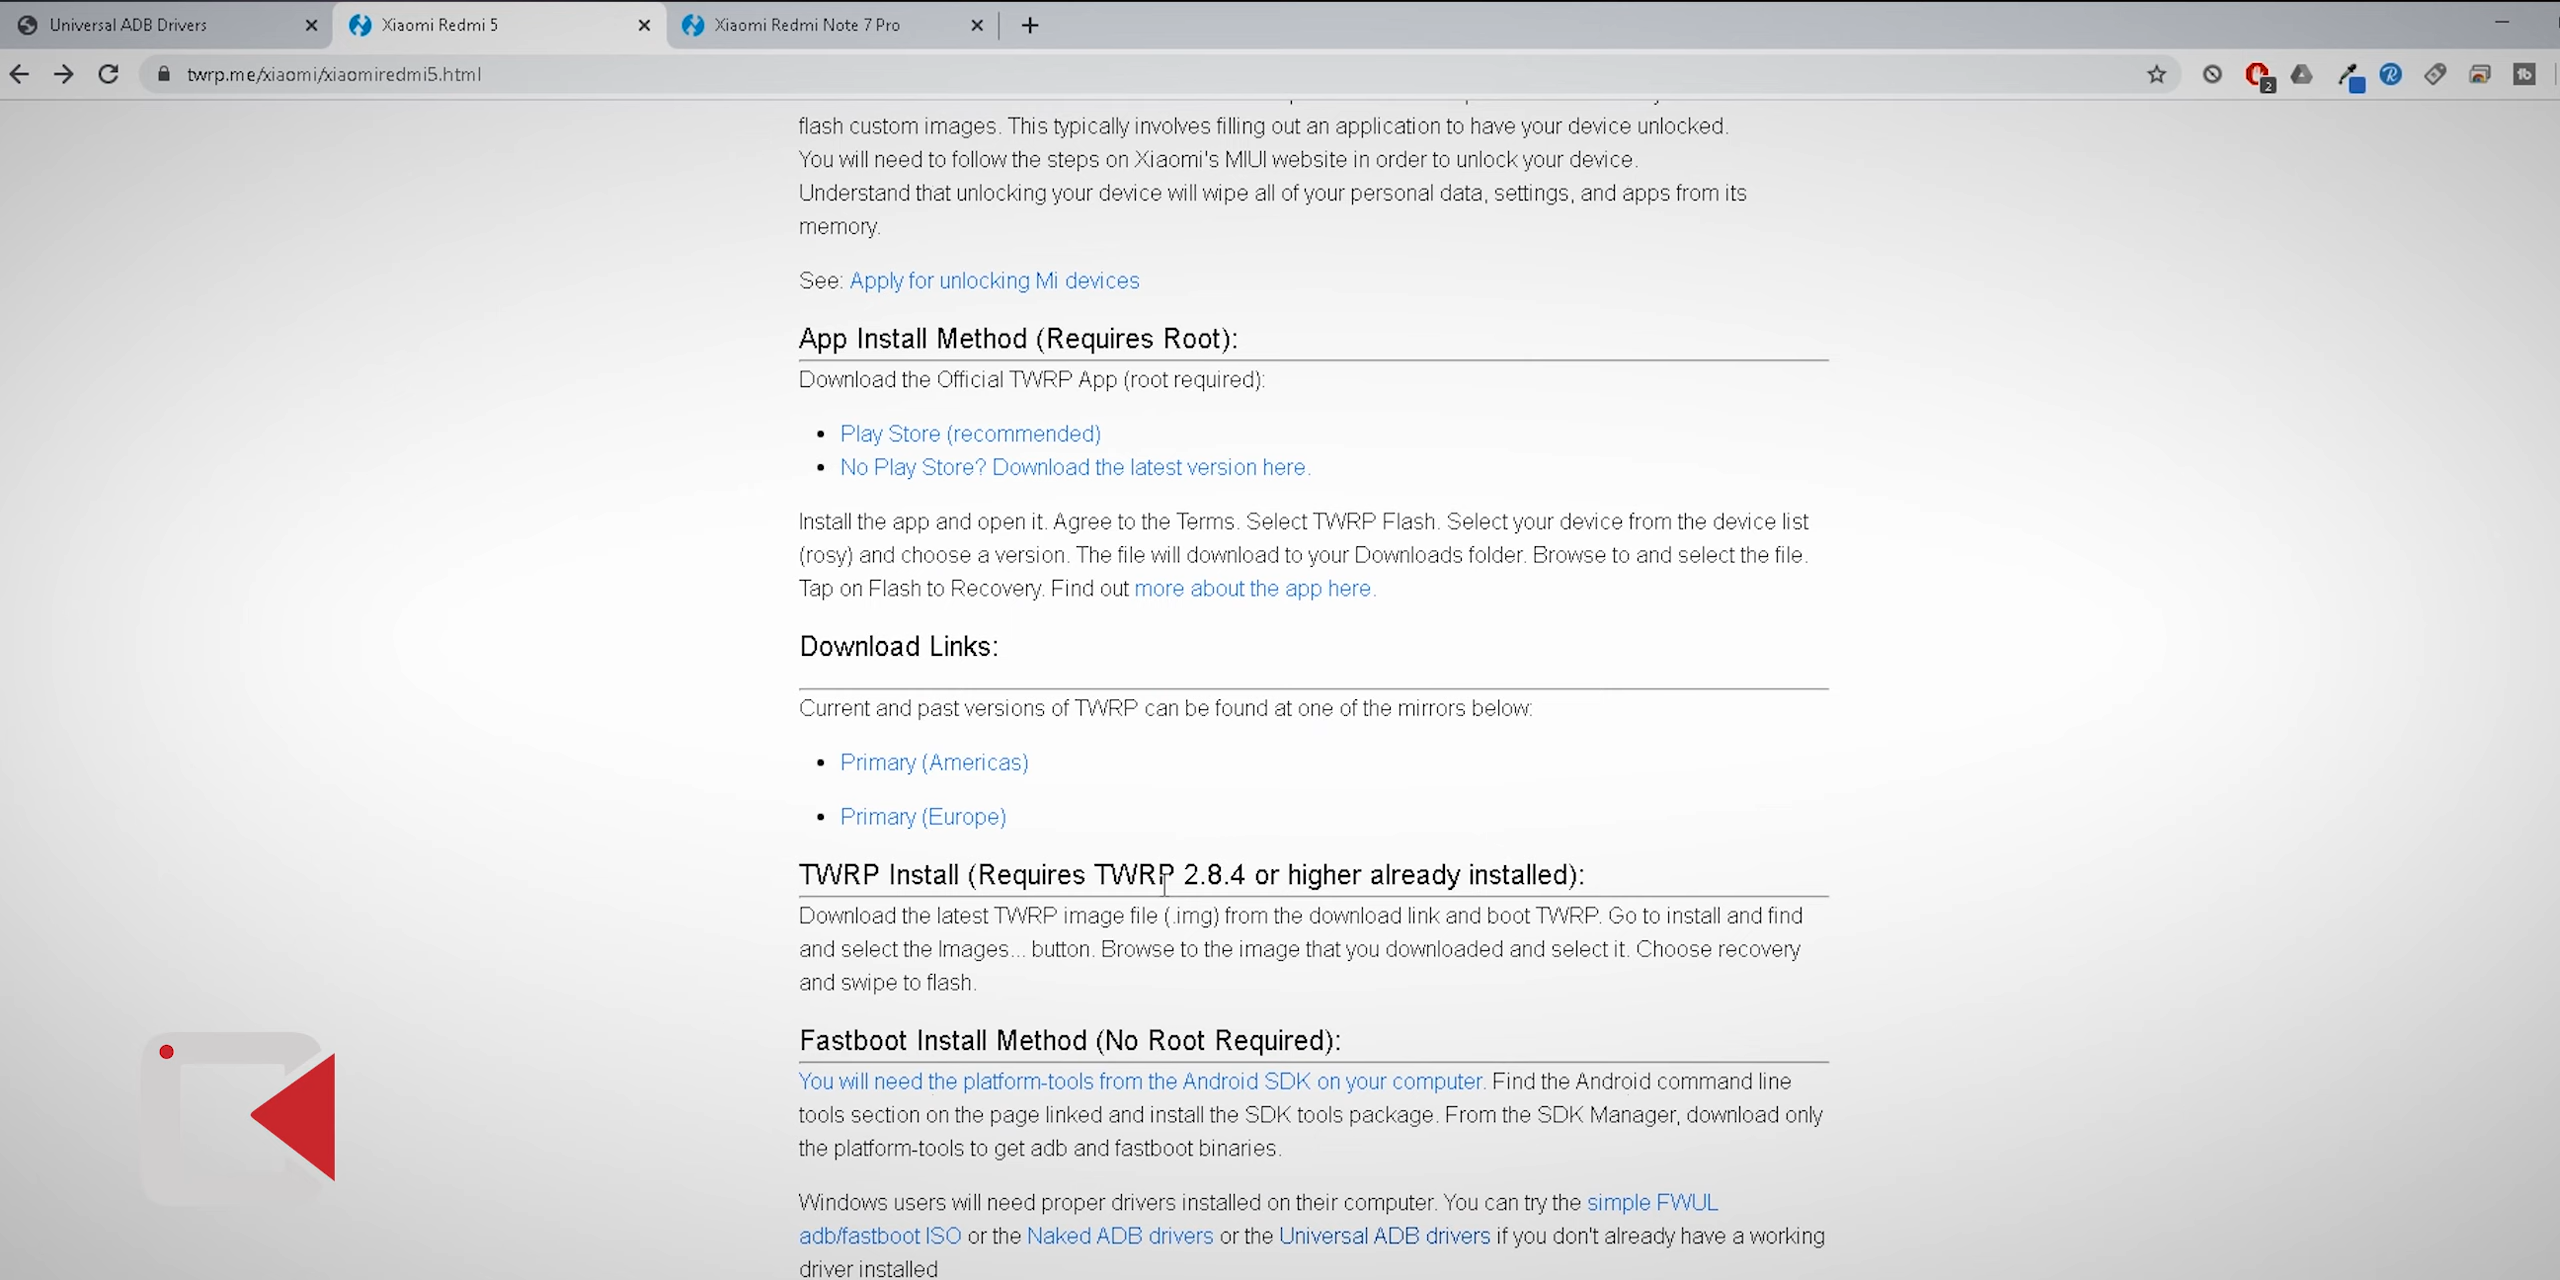 Universal ADB Drivers
Xiaomi Redmi 5
Xiaomi Redmi Note 7 Pro
twrp.me/xiaomi/xiaomiredmi5.html
2
flash custom images. This typically involves filling out an application to have your device unlocked.
You will need to follow the steps on Xiaomi's MIUI website in order to unlock your device.
Understand that unlocking your device will wipe all of your personal data, settings, and apps from its
memory.
See: Apply for unlocking Mi devices
App Install Method (Requires Root):
Download the Official TWRP App (root required):
• Play Store (recommended)
• No Play Store? Download the latest version here.
Install the app and open it. Agree to the Terms. Select TWRP Flash. Select your device from the device list
(rosy) and choose a version. The file will download to your Downloads folder. Browse to and select the file.
Tap on Flash to Recovery. Find out more about the app here.
Download Links:
Current and past versions of TWRP can be found at one of the mirrors below:
• Primary (Americas)
• Primary (Europe)
TWRP Install (Requires TWRP 2.8.4 or higher already installed):
Download the latest TWRP image file (.img) from the download link and boot TWRP. Go to install and find
and select the Images... button. Browse to the image that you downloaded and select it. Choose recovery
and swipe to flash.
Fastboot Install Method (No Root Required):
You will need the platform-tools from the Android SDK on your computer. Find the Android command line
tools section on the page linked and install the SDK tools package. From the SDK Manager, download only
the platform-tools to get adb and fastboot binaries.
Windows users will need proper drivers installed on their computer. You can try the simple FWUL
adb/fastboot ISO or the Naked ADB drivers or the Universal ADB drivers if you don't already have a working
driver installed